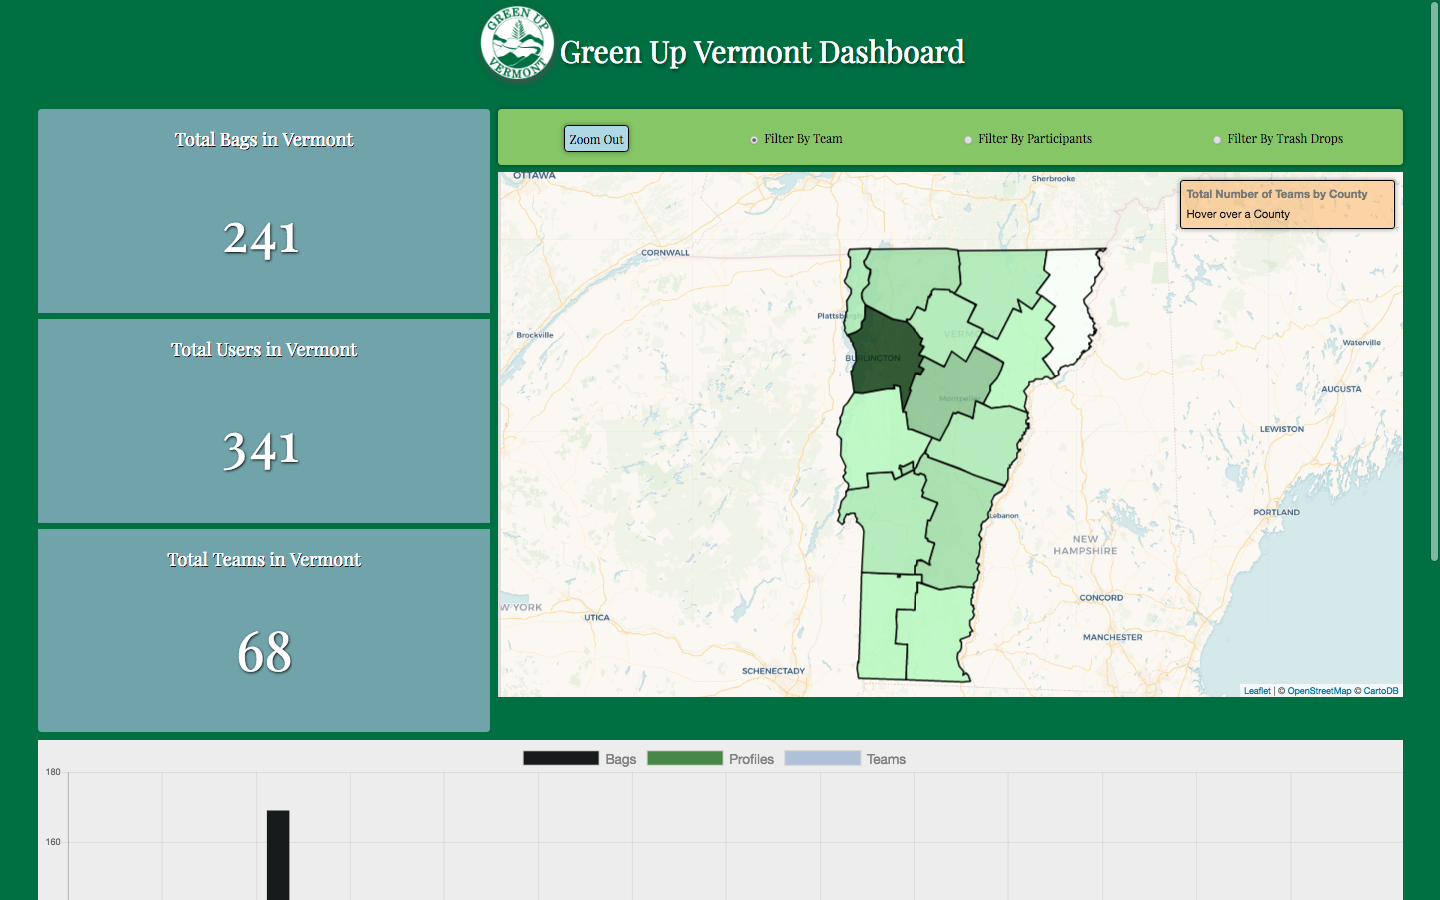 GREEN UP
VERMONT
Green Up Vermont Dashboard
Total Bags in Vermont
241
Total Users in Vermont
341
Total Teams in Vermont
68
Zoom Out
Filter By Team
Filter By Participants
Filter By Trash Drops
Total Number of Teams by County
Hover over a County
OTTAWA
Sherbrooke
CORNWALL
Plattsb
Brockville
VERM
Waterville
BURLINGTON
AUGUSTA
Montpelier
LEWISTON
Lebanon
PORTLAND
NEW
HAMPSHIRE
CONCORD
W YORK
UTICA
MANCHESTER
SCHENECTADY
Leaflet | © OpenStreetMap © CartoDB
Bags
Profiles
Teams
180
160